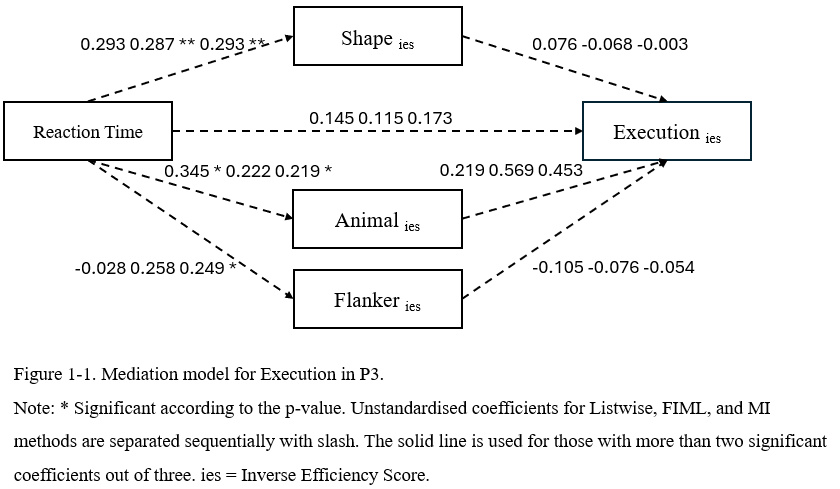 0.293 0.287 ** 0.293 **
Shape ies
0.076 -0.068 -0.003
Reaction Time
0.145 0.115 0.173
Execution ies
0.345 * 0.222 0.219 *
0.219 0.569 0.453
Animal ies
-0.028 0.258 0.249 *
-0.105 -0.076 -0.054
Flanker ies
Figure 1-1. Mediation model for Execution in P3.
Note: * Significant according to the p-value. Unstandardised coefficients for Listwise, FIML, and MI
methods are separated sequentially with slash. The solid line is used for those with more than two significant
coefficients out of three. ies = Inverse Efficiency Score.